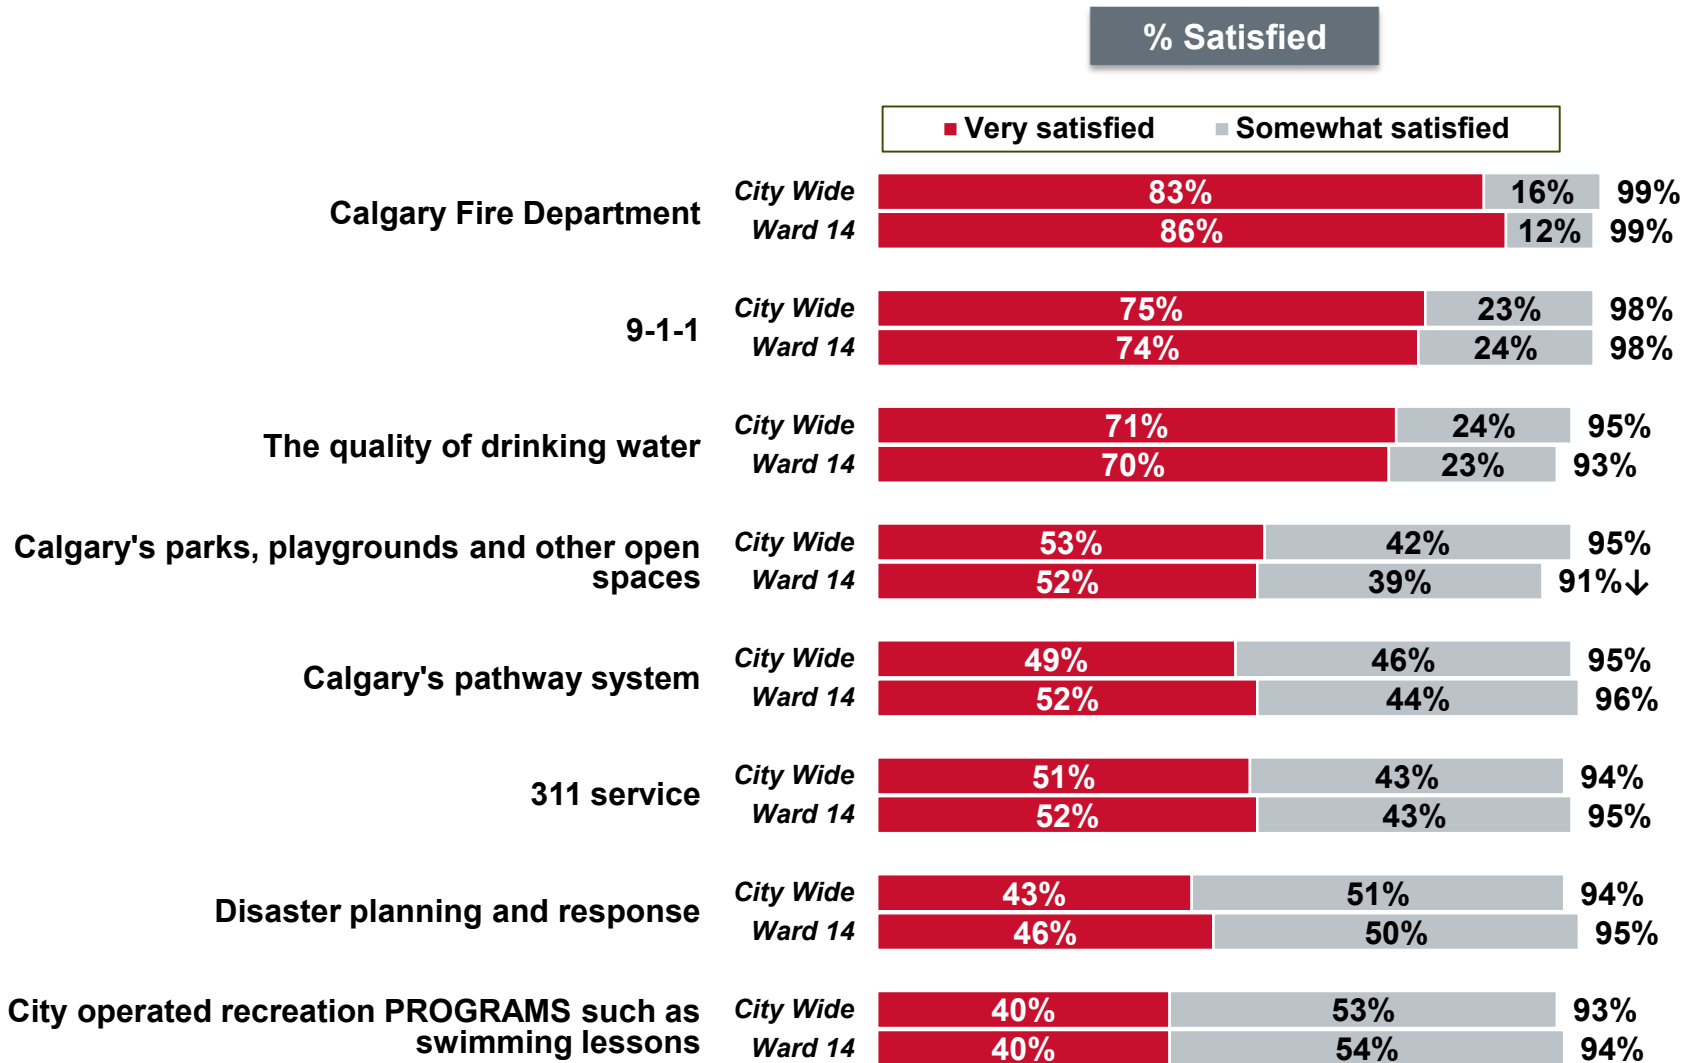 % Satisfied
Very satisfied Somewhat satisfied
City Wide 83% 16% 99%
Calgary Fire Department
Ward 14 86% 12% 99%
City Wide 75% 23% 98%
9-1-1
Ward 14 74% 24% 98%
City Wide 71% 24% 95%
The quality of drinking water
Ward 14 70% 23% 93%
Calgary's parks, playgrounds and other open City Wide 53% 42% 95%
spaces Ward 14 52% 39% 91%↓
City Wide 49% 46% 95%
Calgary's pathway system
Ward 14 52% 44% 96%
City Wide 51% 43% 94%
311 service
Ward 14 52% 43% 95%
City Wide 43% 51% 94%
Disaster planning and response
Ward 14 46% 50% 95%
City operated recreation PROGRAMS such as City Wide 40% 53% 93%
swimming lessons Ward 14 40% 54% 94%